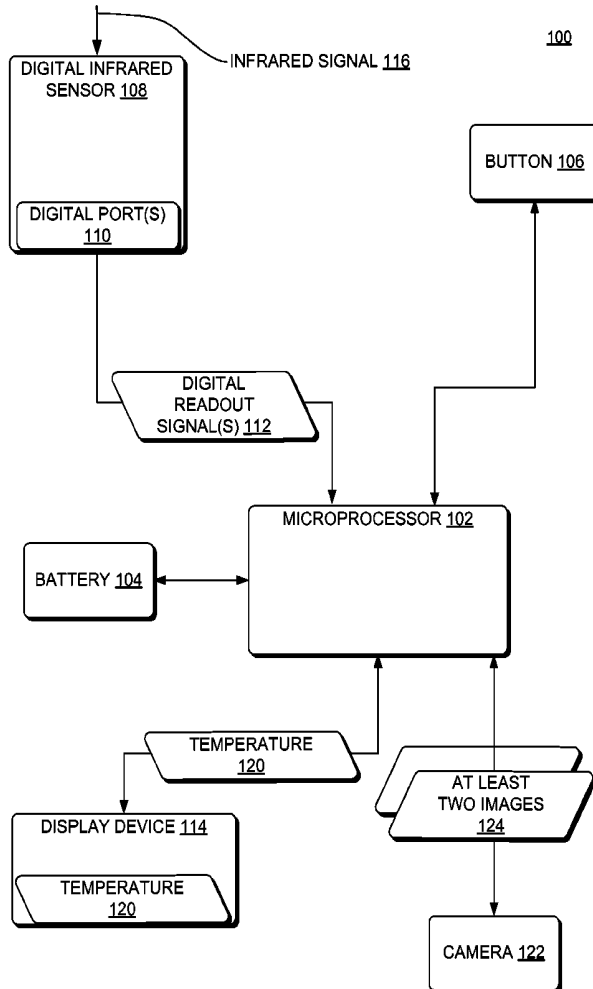 INFRARED SIGNAL 116
100
DIGITAL INFRARED
SENSOR 108
BUTTON 106
DIGITAL PORT(S)
110
DIGITAL
READOUT
SIGNAL(S) 112
MICROPROCESSOR 102
BATTERY 104
TEMPERATURE
120
AT LEAST
TWO IMAGES
124
DISPLAY DEVICE 114
TEMPERATURE
120
CAMERA 122